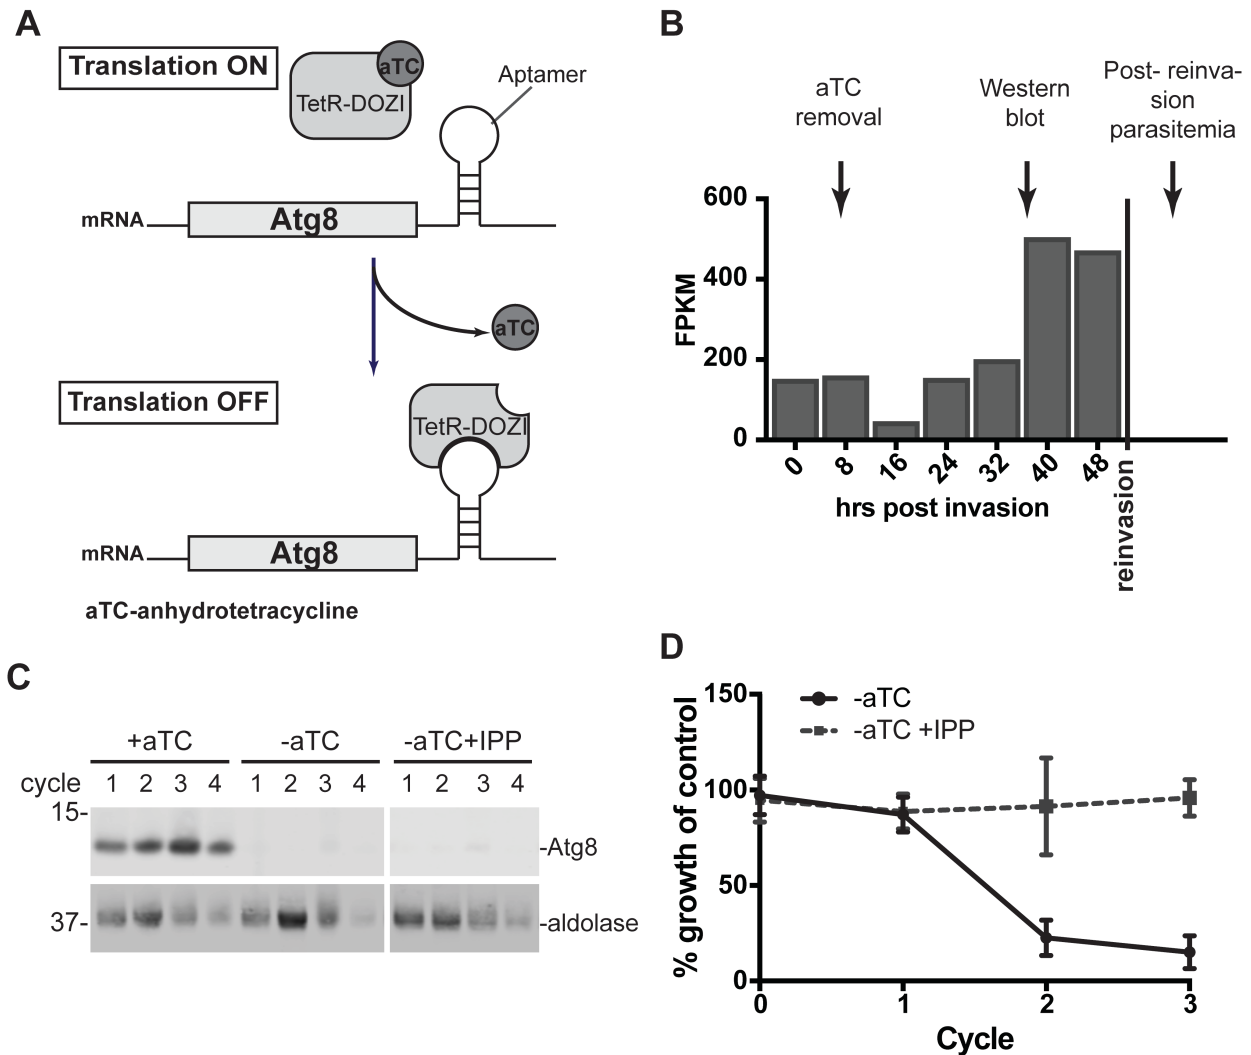 A
Translation ON
aTC
TetR-DOZI
Aptamer
mRNA
Atg8
aTC
Translation OFF
TetR-DOZI
mRNA
Atg8
aTC-anhydrotetracycline
B
aTC
removal
Western
blot
Post- reinva-
sion
parasitemia
600
400
200
0
FPKM
0 8 16 24 32 40 48
hrs post invasion
reinvasion
C
+aTC -aTC -aTC+IPP
cycle 1 2 3 4 1 2 3 4 1 2 3 4
15-
-Atg8
37-
-aldolase
D
150
100
50
0
% growth of control
-aTC
-aTC +IPP
0 1 2 3
Cycle